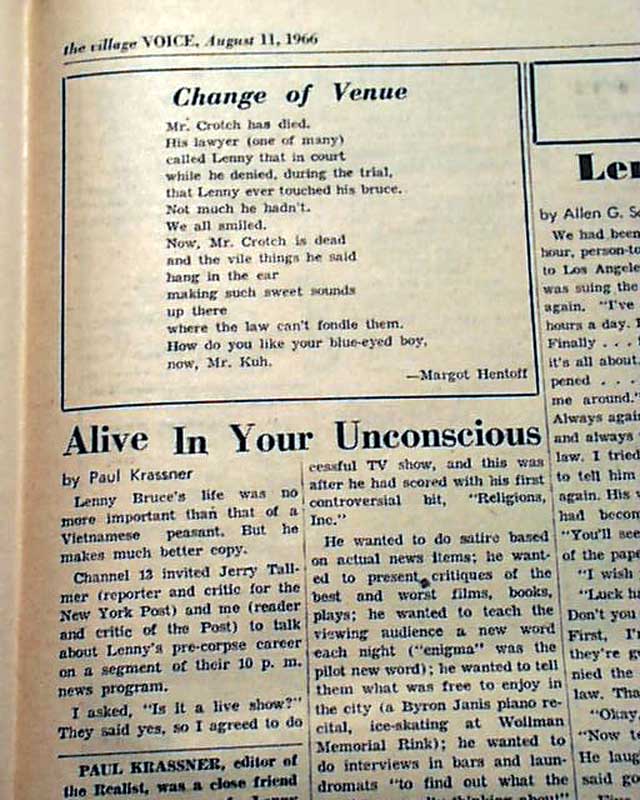 the village VOICE, August 11, 1966
Change of Venue
Mr. Crotch has died.
His lawyer (one of many)
called Lenny that in court
while he denied, during the trial,
that Lenny ever touched his bruce.
Not much he hadn't.
We all smiled.
Now, Mr. Crotch is dead
and the vile things he said
hang in the ear
making such sweet sounds
up there
where the law can't fondle them.
How do you like your blue-eyed boy,
now, Mr. Kuh.
—Margot Hentoff
Alive In Your Unconscious
by Paul Krassner
Lenny Bruce's life was no
more important than that of a
Vietnamese peasant. But he
makes much better copy.
Channel 13 invited Jerry Tall-
mer (reporter and critic for the
New York Post) and me (reader
and critic of the Post) to talk
about Lenny's pre-corpse career
on a segment of their 10 p. m.
news program.
I asked, "Is it a live show?"
They said yes, so I agreed to do
PAUL KRASSNER, editor of
the Realist, was a close friend
cessful TV show, and this was
after he had scored with his first
controversial bit, "Religions,
Inc."
He wanted to do satire based
on actual news items; he want-
ed to present critiques of the
best and worst films, books,
plays; he wanted to teach the
viewing audience a new word
each night ("enigma" was the
pilot new word); he wanted to tell
them what was free to enjoy in
the city (a Byron Janis piano re-
cital, ice-skating at Wollman
Memorial Rink); he wanted to
do interviews in bars and laun-
dromats "to find out what the
Len
by Allen G. S
We had been
hour, person-to
to Los Angele
was suing the
again. "I've
hours a day. I
Finally . . .
it's all about.
pened . . .
me around."
Always again
and always
law. I tried
to tell him
again. His
had becom
"You'll see
of the pape
"I wish
"Luck ha
Don't you
First, I'
they're g
nied the
law. Tha
"Okay,
"Now te
He laug
said go